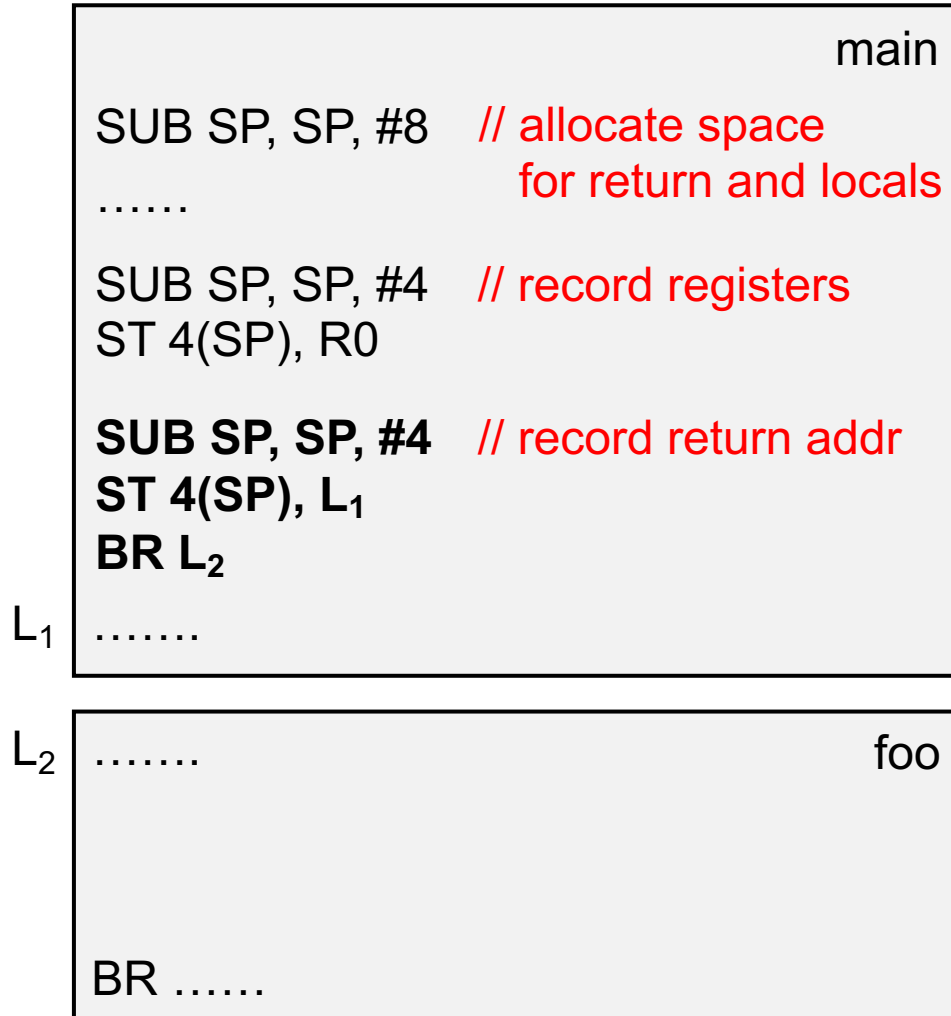 main
SUB SP, SP, #8 // allocate space
for return and locals
……
SUB SP, SP, #4 // record registers
ST 4(SP), R0
SUB SP, SP, #4 // record return addr
ST 4(SP), L₁
BR L₂
L₁ …….
L₂ ……. foo
BR ……